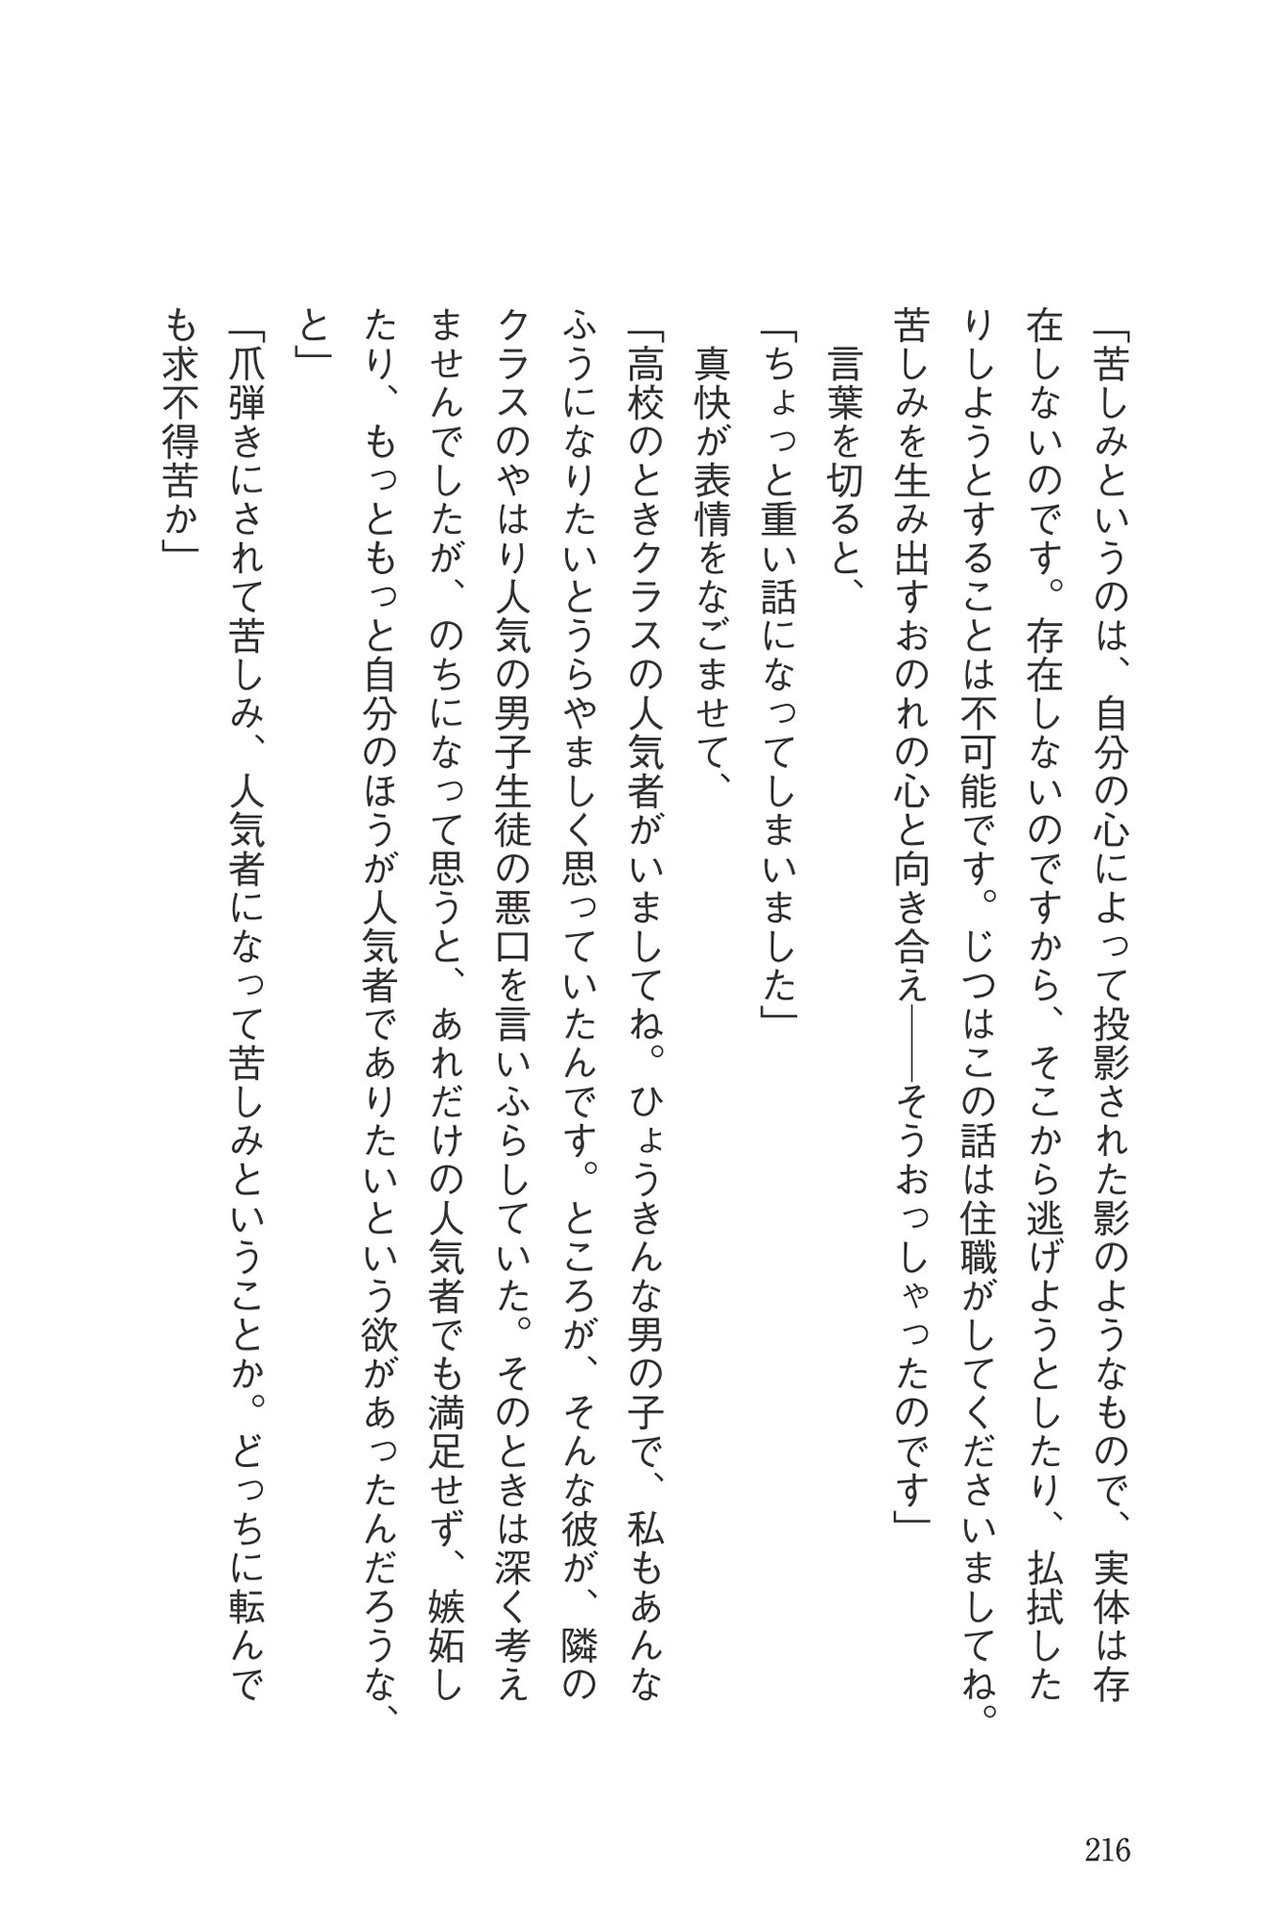 「苦しみというのは、自分の心によって投影された影のようなもので、実体は存
在しないのです。存在しないのですから、そこから逃げようとしたり、払拭した
りしようとすることは不可能です。じつはこの話は住職がしてくださいましてね。
苦しみを生み出すおのれの心と向き合え――そうおっしゃったのです」
言葉を切ると、
「ちょっと重い話になってしまいました」
真快が表情をなごませて、
「高校のときクラスの人気者がいましてね。ひょうきんな男の子で、私もあんな
ふうになりたいとうらやましく思っていたんです。ところが、そんな彼が、隣の
クラスのやはり人気の男子生徒の悪口を言いふらしていた。そのときは深く考え
ませんでしたが、のちになって思うと、あれだけの人気者でも満足せず、嫉妬し
たり、もっともっと自分のほうが人気者でありたいという欲があったんだろうな、
と」
「爪弾きにされて苦しみ、人気者になって苦しみということか。どっちに転んで
も求不得苦か」
216